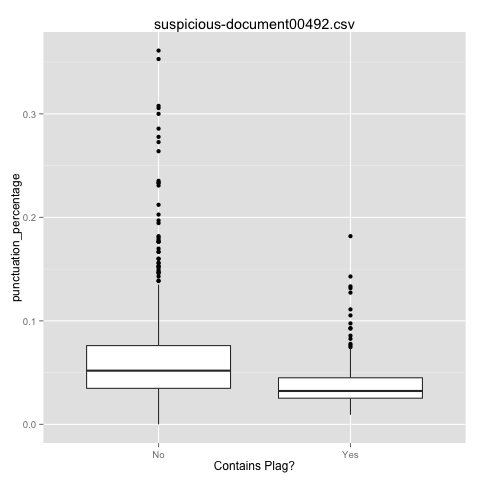 suspicious-document00492.csv
punctuation_percentage
0.3
0.2
0.1
0.0
No
Yes
Contains Plag?